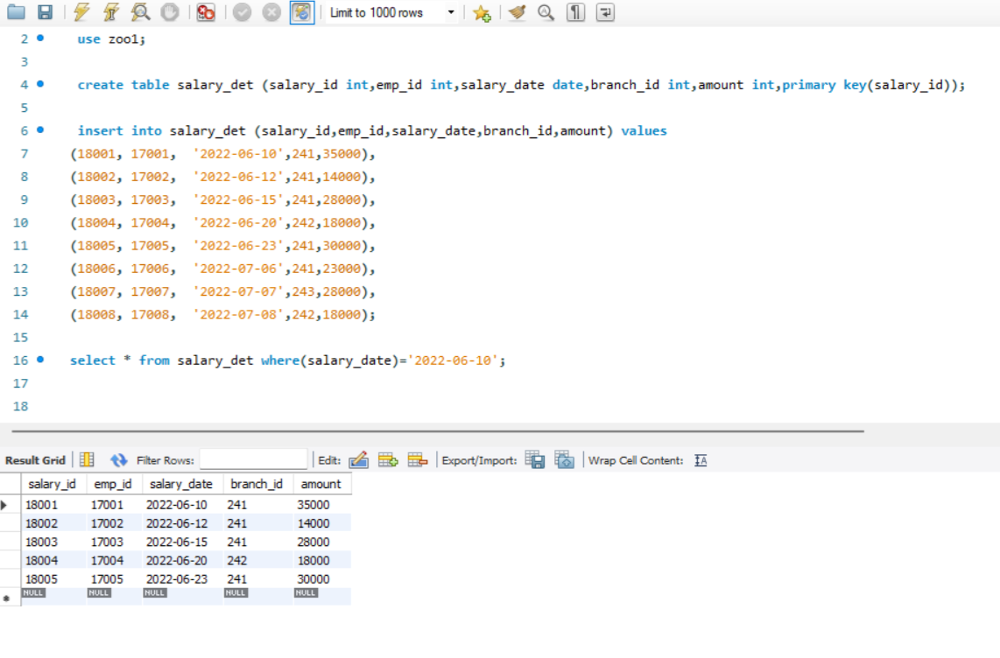 Limit to 1000 rows
2 use zoo1;
3
4 create table salary_det (salary_id int,emp_id int,salary_date date,branch_id int,amount int,primary key(salary_id));
5
6 insert into salary_det (salary_id,emp_id,salary_date,branch_id,amount) values
7 (18001, 17001, '2022-06-10',241,35000),
8 (18002, 17002, '2022-06-12',241,14000),
9 (18003, 17003, '2022-06-15',241,28000),
10 (18004, 17004, '2022-06-20',242,18000),
11 (18005, 17005, '2022-06-23',241,30000),
12 (18006, 17006, '2022-07-06',241,23000),
13 (18007, 17007, '2022-07-07',243,28000),
14 (18008, 17008, '2022-07-08',242,18000);
15
16 select * from salary_det where(salary_date)='2022-06-10';
17
18
Result Grid Filter Rows: Edit: Export/Import: Wrap Cell Content: IA
salary_id emp_id salary_date branch_id amount
18001 17001 2022-06-10 241 35000
18002 17002 2022-06-12 241 14000
18003 17003 2022-06-15 241 28000
18004 17004 2022-06-20 242 18000
18005 17005 2022-06-23 241 30000
NULL NULL NULL NULL NULL